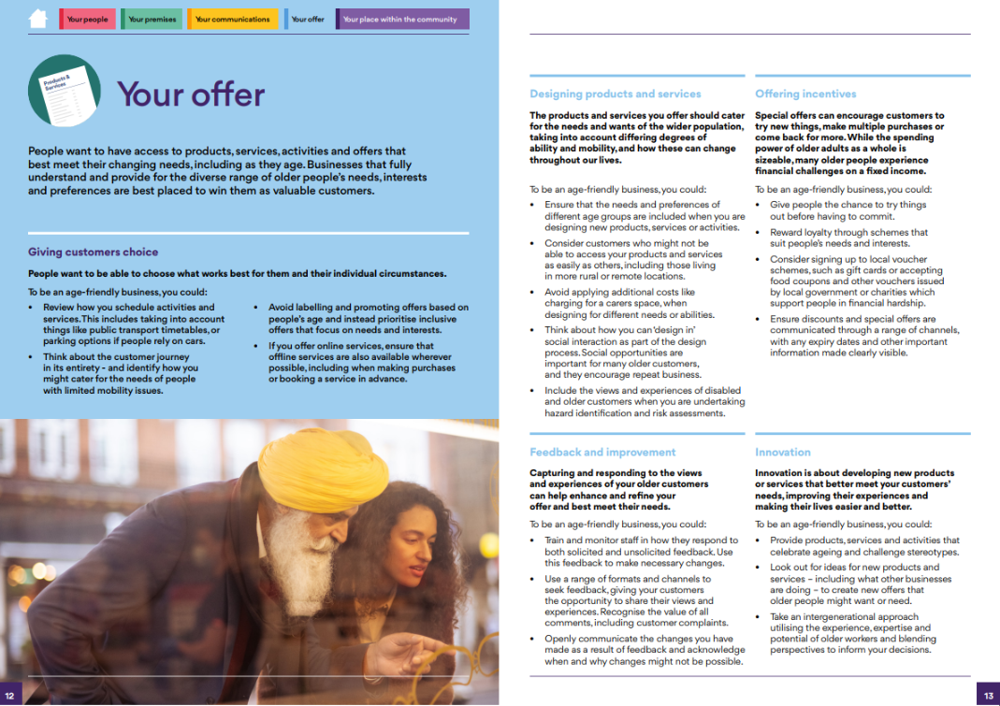 Your people
Your premises
Your communications
Your offer
Your place within the community
Products &
Services
Your offer
People want to have access to products, services, activities and offers that
best meet their changing needs, including as they age. Businesses that fully
understand and provide for the diverse range of older people's needs, interests
and preferences are best placed to win them as valuable customers.
Giving customers choice
People want to be able to choose what works best for them and their individual circumstances.
To be an age-friendly business, you could:
• Review how you schedule activities and
services. This includes taking into account
things like public transport timetables, or
parking options if people rely on cars.
• Think about the customer journey
in its entirety - and identify how you
might cater for the needs of people
with limited mobility issues.
• Avoid labelling and promoting offers based on
people's age and instead prioritise inclusive
offers that focus on needs and interests.
• If you offer online services, ensure that
offline services are also available wherever
possible, including when making purchases
or booking a service in advance.
12
Designing products and services
The products and services you offer should cater
for the needs and wants of the wider population,
taking into account differing degrees of
ability and mobility, and how these can change
throughout our lives.
To be an age-friendly business, you could:
• Ensure that the needs and preferences of
different age groups are included when you are
designing new products, services or activities.
• Consider customers who might not be
able to access your products and services
as easily as others, including those living
in more rural or remote locations.
• Avoid applying additional costs like
charging for a carers space, when
designing for different needs or abilities.
• Think about how you can 'design in'
social interaction as part of the design
process. Social opportunities are
important for many older customers,
and they encourage repeat business.
• Include the views and experiences of disabled
and older customers when you are undertaking
hazard identification and risk assessments.
Offering incentives
Special offers can encourage customers to
try new things, make multiple purchases or
come back for more. While the spending
power of older adults as a whole is
sizeable, many older people experience
financial challenges on a fixed income.
To be an age-friendly business, you could:
• Give people the chance to try things
out before having to commit.
• Reward loyalty through schemes that
suit people's needs and interests.
• Consider signing up to local voucher
schemes, such as gift cards or accepting
food coupons and other vouchers issued
by local government or charities which
support people in financial hardship.
• Ensure discounts and special offers are
communicated through a range of channels,
with any expiry dates and other important
information made clearly visible.
Feedback and improvement
Capturing and responding to the views
and experiences of your older customers
can help enhance and refine your
offer and best meet their needs.
To be an age-friendly business, you could:
• Train and monitor staff in how they respond to
both solicited and unsolicited feedback. Use
this feedback to make necessary changes.
• Use a range of formats and channels to
seek feedback, giving your customers
the opportunity to share their views and
experiences. Recognise the value of all
comments, including customer complaints.
• Openly communicate the changes you have
made as a result of feedback and acknowledge
when and why changes might not be possible.
Innovation
Innovation is about developing new products
or services that better meet your customers'
needs, improving their experiences and
making their lives easier and better.
To be an age-friendly business, you could:
• Provide products, services and activities that
celebrate ageing and challenge stereotypes.
• Look out for ideas for new products and
services – including what other businesses
are doing – to create new offers that
older people might want or need.
• Take an intergenerational approach
utilising the experience, expertise and
potential of older workers and blending
perspectives to inform your decisions.
13